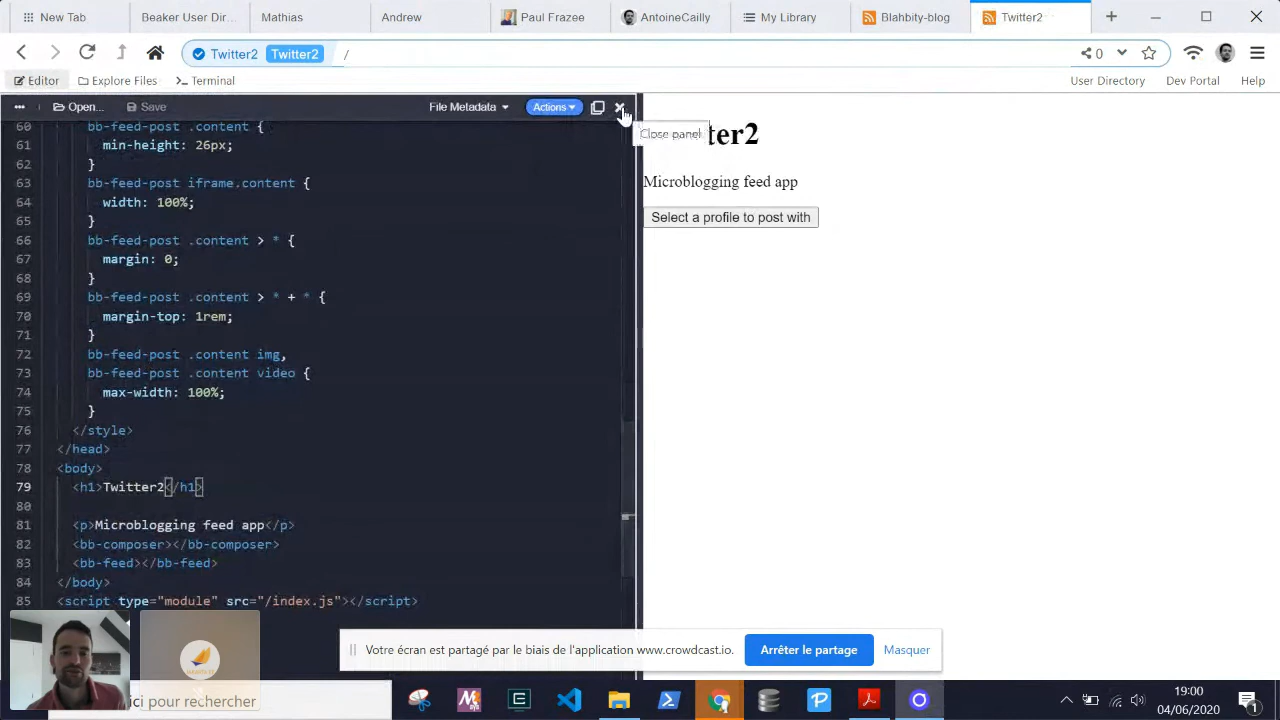 New Tab
Beaker User Dir...
Mathias
Andrew
Paul Frazee
AntoineCailly
My Library
Blahbity-blog
Twitter2
Twitter2 Twitter2 /
0
Editor
Explore Files
Terminal
User Directory
Dev Portal
Help
Open...
Save
File Metadata
Actions
Close panel
60 bb-feed-post .content {
61 min-height: 26px;
62 }
63 bb-feed-post iframe.content {
64 width: 100%;
65 }
66 bb-feed-post .content > * {
67 margin: 0;
68 }
69 bb-feed-post .content > * + * {
70 margin-top: 1rem;
71 }
72 bb-feed-post .content img,
73 bb-feed-post .content video {
74 max-width: 100%;
75 }
76 </style>
77 </head>
78 <body>
79 <h1>Twitter2</h1>
80
81 <p>Microblogging feed app</p>
82 <bb-composer></bb-composer>
83 <bb-feed></bb-feed>
84 </body>
85 <script type="module" src="/index.js"></script>
ter2
Microblogging feed app
Select a profile to post with
Votre écran est partagé par le biais de l'application www.crowdcast.io.
Arrêter le partage
Masquer
ici pour rechercher
19:00
04/06/2020
1